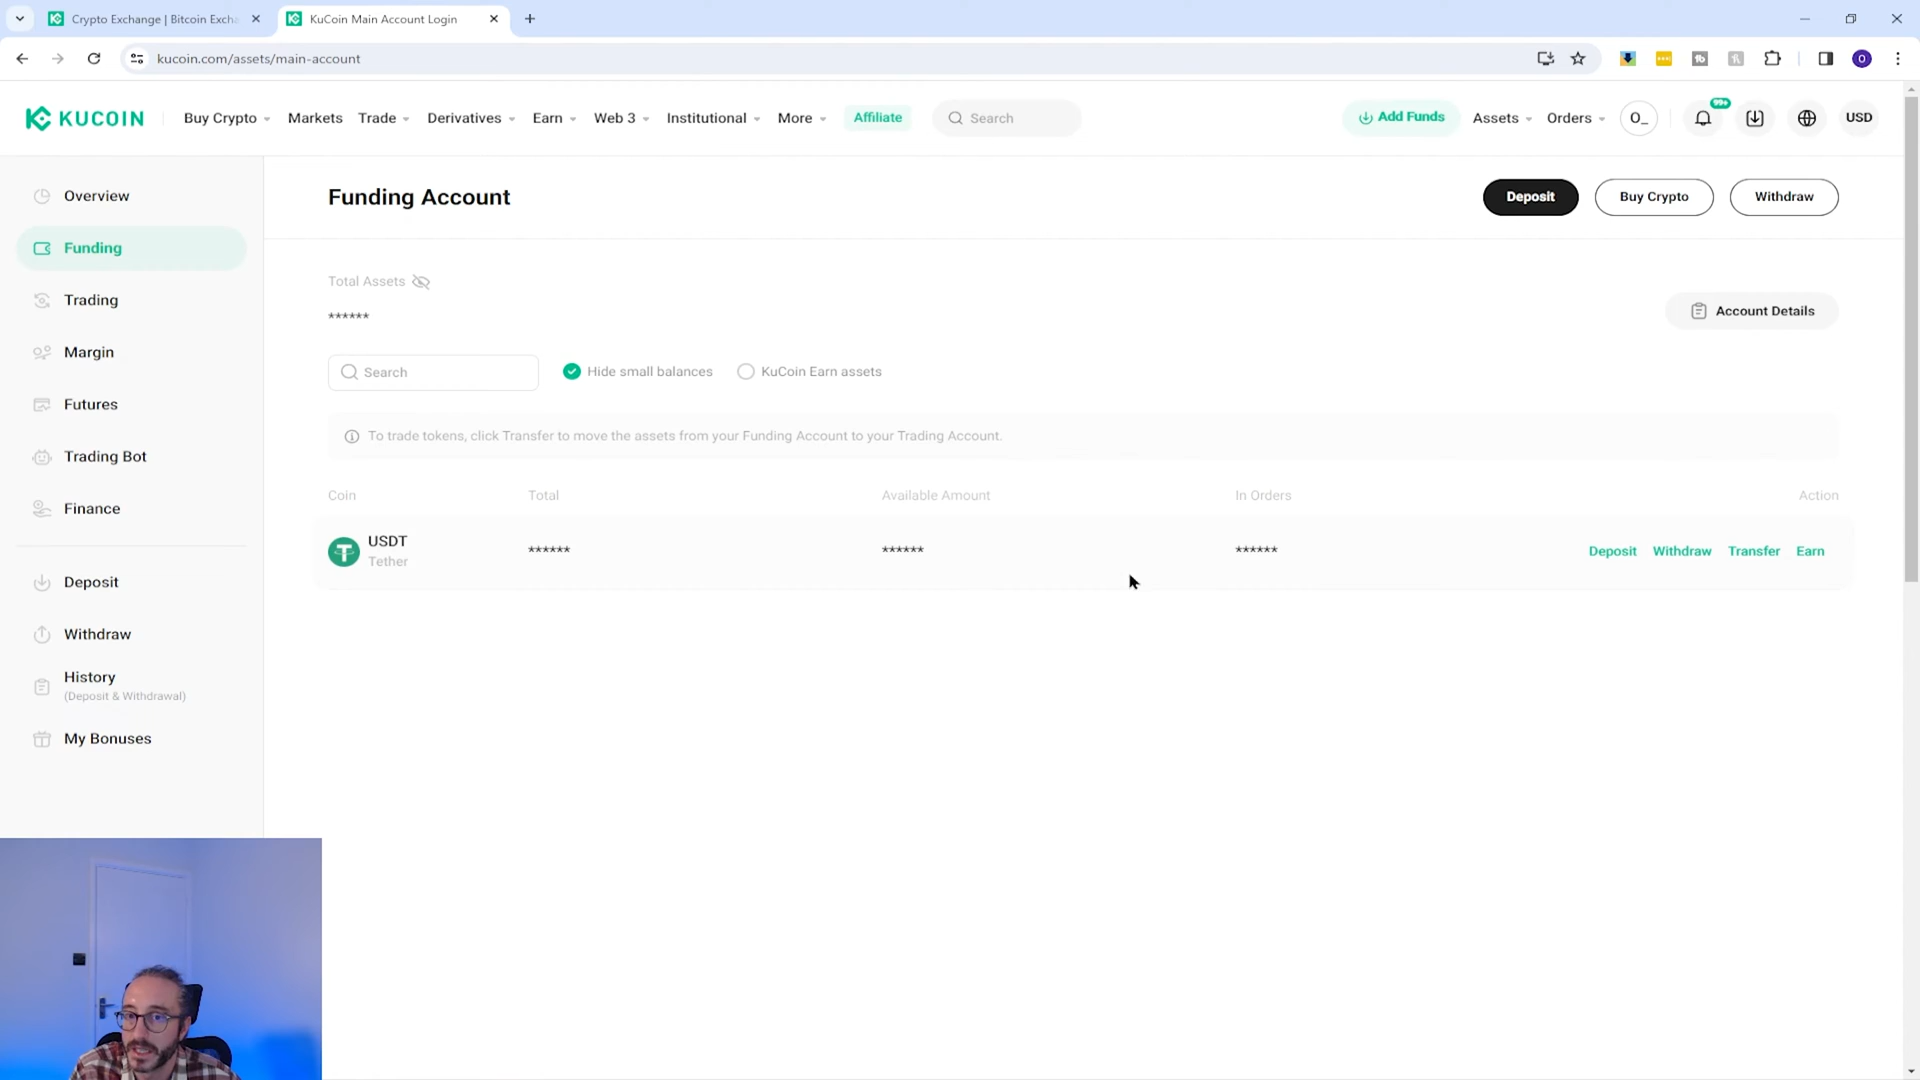 Crypto Exchange | Bitcoin Excha
KuCoin Main Account Login
kucoin.com/assets/main-account
KUCOIN
Buy Crypto
Markets
Trade
Derivatives
Earn
Web 3
Institutional
More
Affiliate
Search
Add Funds
Assets
Orders
O_
99+
USD
Overview
Funding
Trading
Margin
Futures
Trading Bot
Finance
Deposit
Withdraw
History
(Deposit & Withdrawal)
My Bonuses
Funding Account
Deposit
Buy Crypto
Withdraw
Total Assets
******
Account Details
Search
Hide small balances
KuCoin Earn assets
To trade tokens, click Transfer to move the assets from your Funding Account to your Trading Account.
Coin Total Available Amount In Orders Action
USDT
Tether
****** ****** ******
Deposit Withdraw Transfer Earn